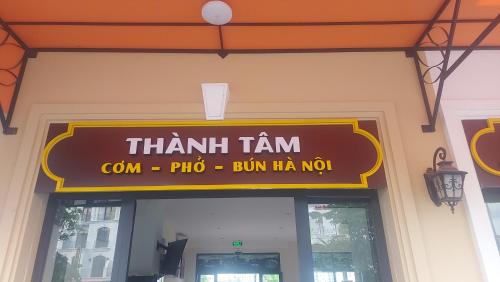 THÀNH TÂM
CƠM - PHỞ - BÚN HÀ NỘI